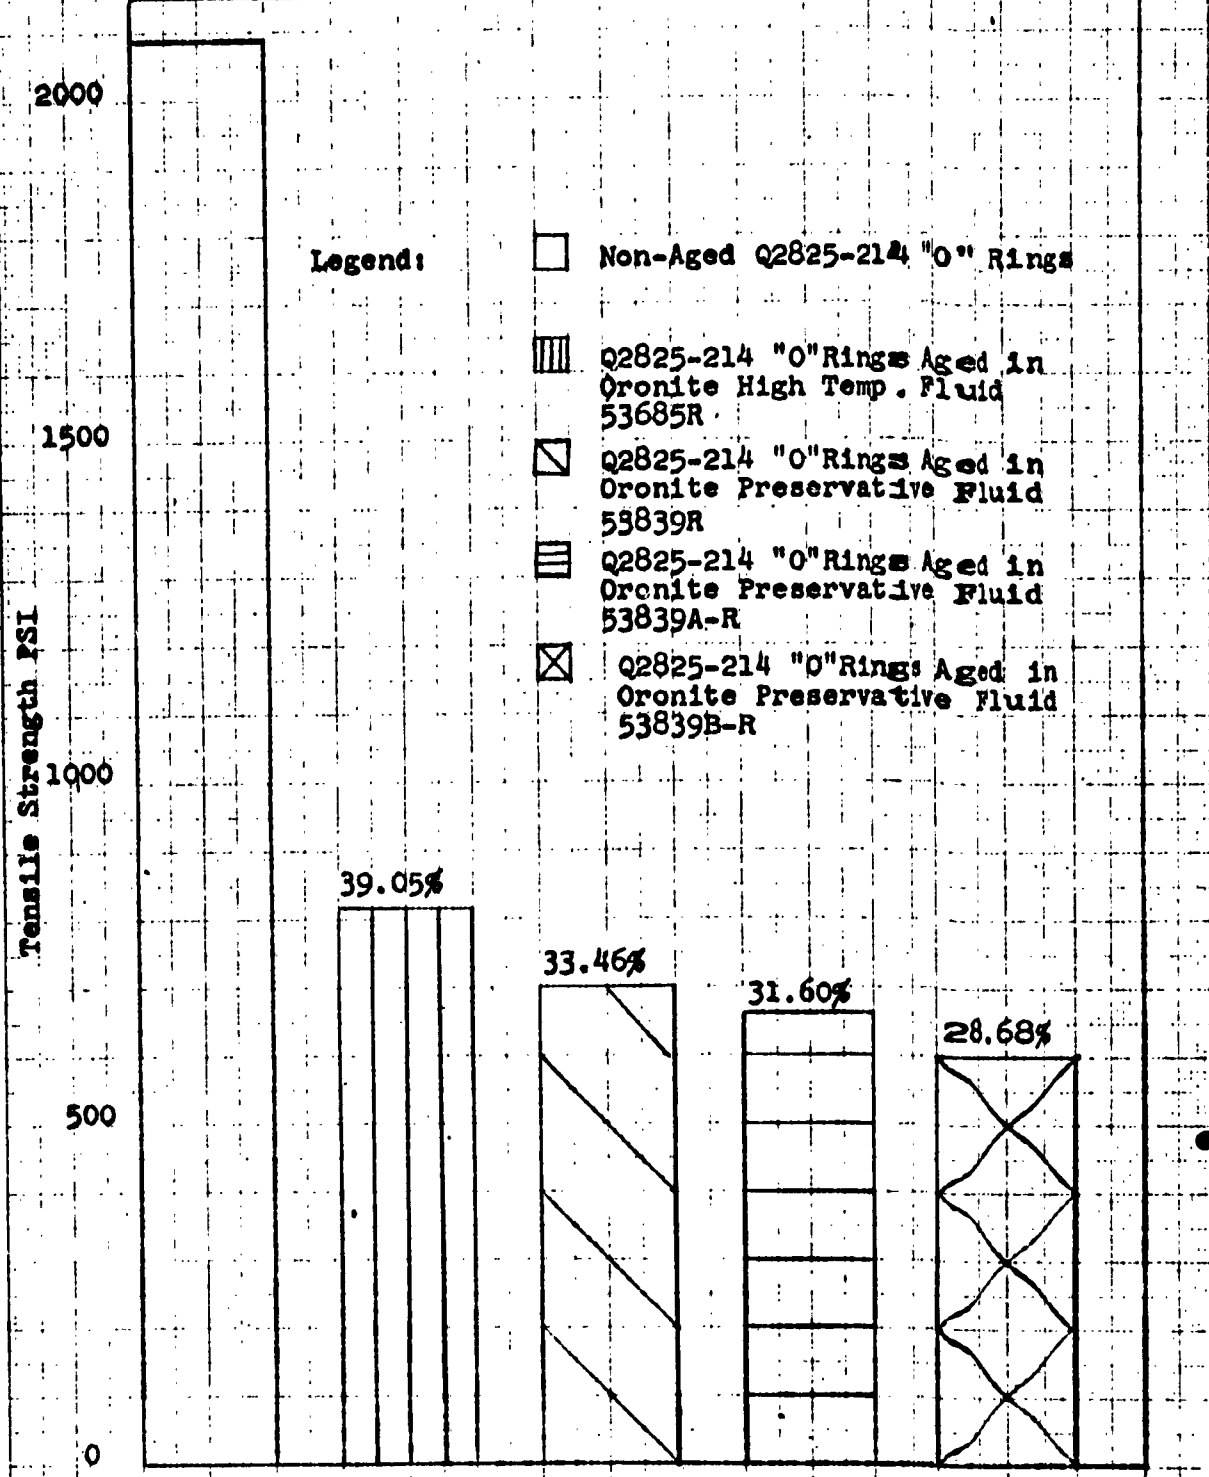 2000
Legend:
Non-Aged Q2825-214 "O" Rings
Q2825-214 "O"Rings Aged in
Oronite High Temp. Fluid
53685R
1500
Q2825-214 "O"Rings Aged in
Oronite Preservative Fluid
53839R
Q2825-214 "O"Rings Aged in
Oronite Preservative Fluid
53839A-R
Q2825-214 "O"Rings Aged in
Oronite Preservative Fluid
53839B-R
Tensile Strength PSI
1000
39.05%
33.46%
31.60%
28.68%
500
0